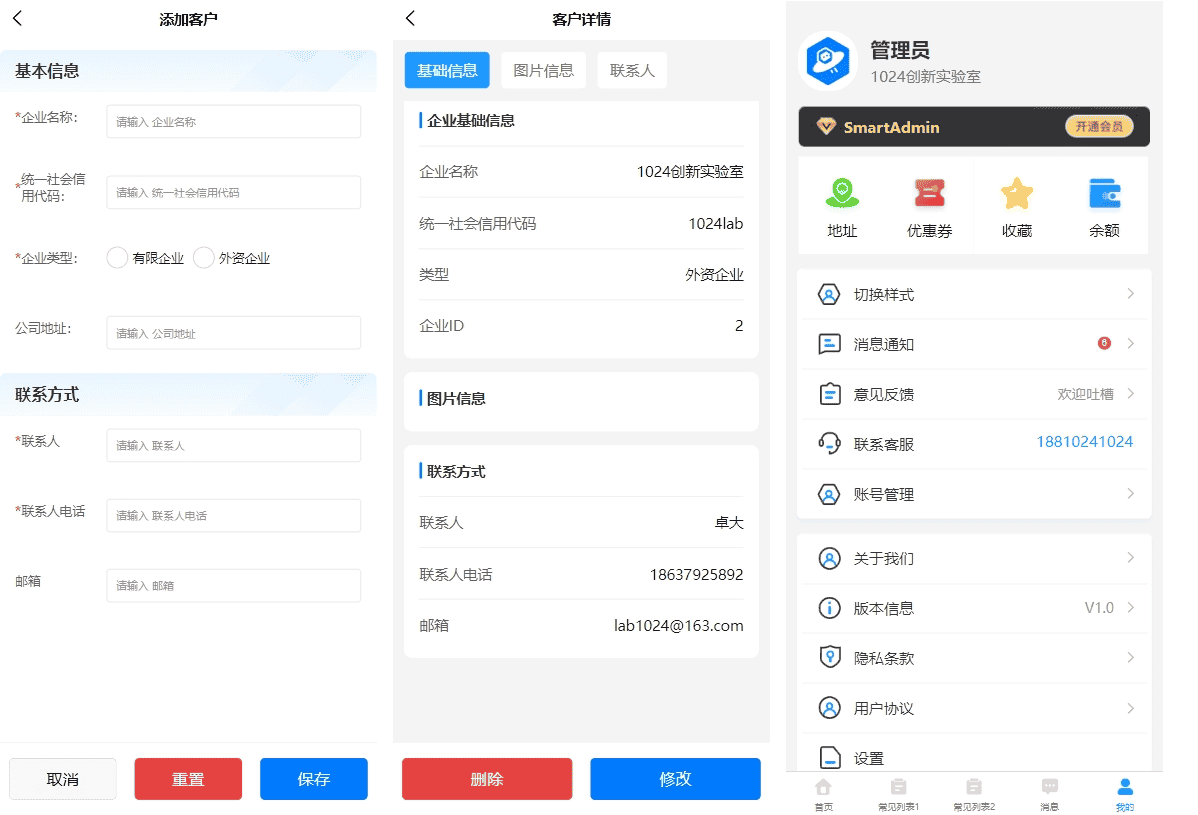 添加客户
基本信息
*企业名称:
请输入 企业名称
*统一社会信
用代码:
请输入 统一社会信用代码
*企业类型:
有限企业
外资企业
公司地址:
请输入 公司地址
联系方式
*联系人
请输入 联系人
*联系人电话
请输入 联系人电话
邮箱
请输入 邮箱
取消
重置
保存
客户详情
基础信息
图片信息
联系人
企业基础信息
企业名称
1024创新实验室
统一社会信用代码
1024lab
类型
外资企业
企业ID
2
图片信息
联系方式
联系人
卓大
联系人电话
18637925892
邮箱
lab1024@163.com
删除
修改
管理员
1024创新实验室
SmartAdmin
开通会员
地址
优惠券
收藏
余额
切换样式
消息通知
6
意见反馈
欢迎吐槽
联系客服
18810241024
账号管理
关于我们
版本信息
V1.0
隐私条款
用户协议
设置
首页
常见列表1
常见列表2
消息
我的